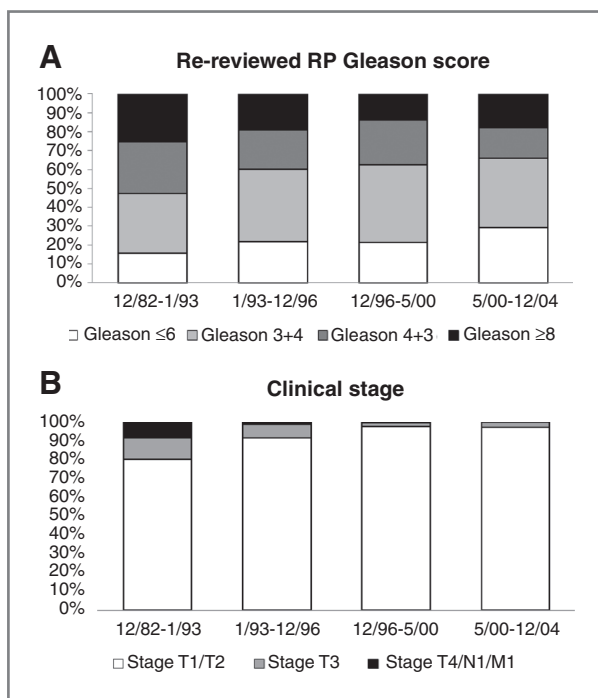 A
Re-reviewed RP Gleason score
100%
90%
80%
70%
60%
50%
40%
30%
20%
10%
0%
12/82-1/93 1/93-12/96 12/96-5/00 5/00-12/04
Gleason ≤6 Gleason 3+4 Gleason 4+3 Gleason ≥8
B
Clinical stage
100%
90%
80%
70%
60%
50%
40%
30%
20%
10%
0%
12/82-1/93 1/93-12/96 12/96-5/00 5/00-12/04
Stage T1/T2 Stage T3 Stage T4/N1/M1